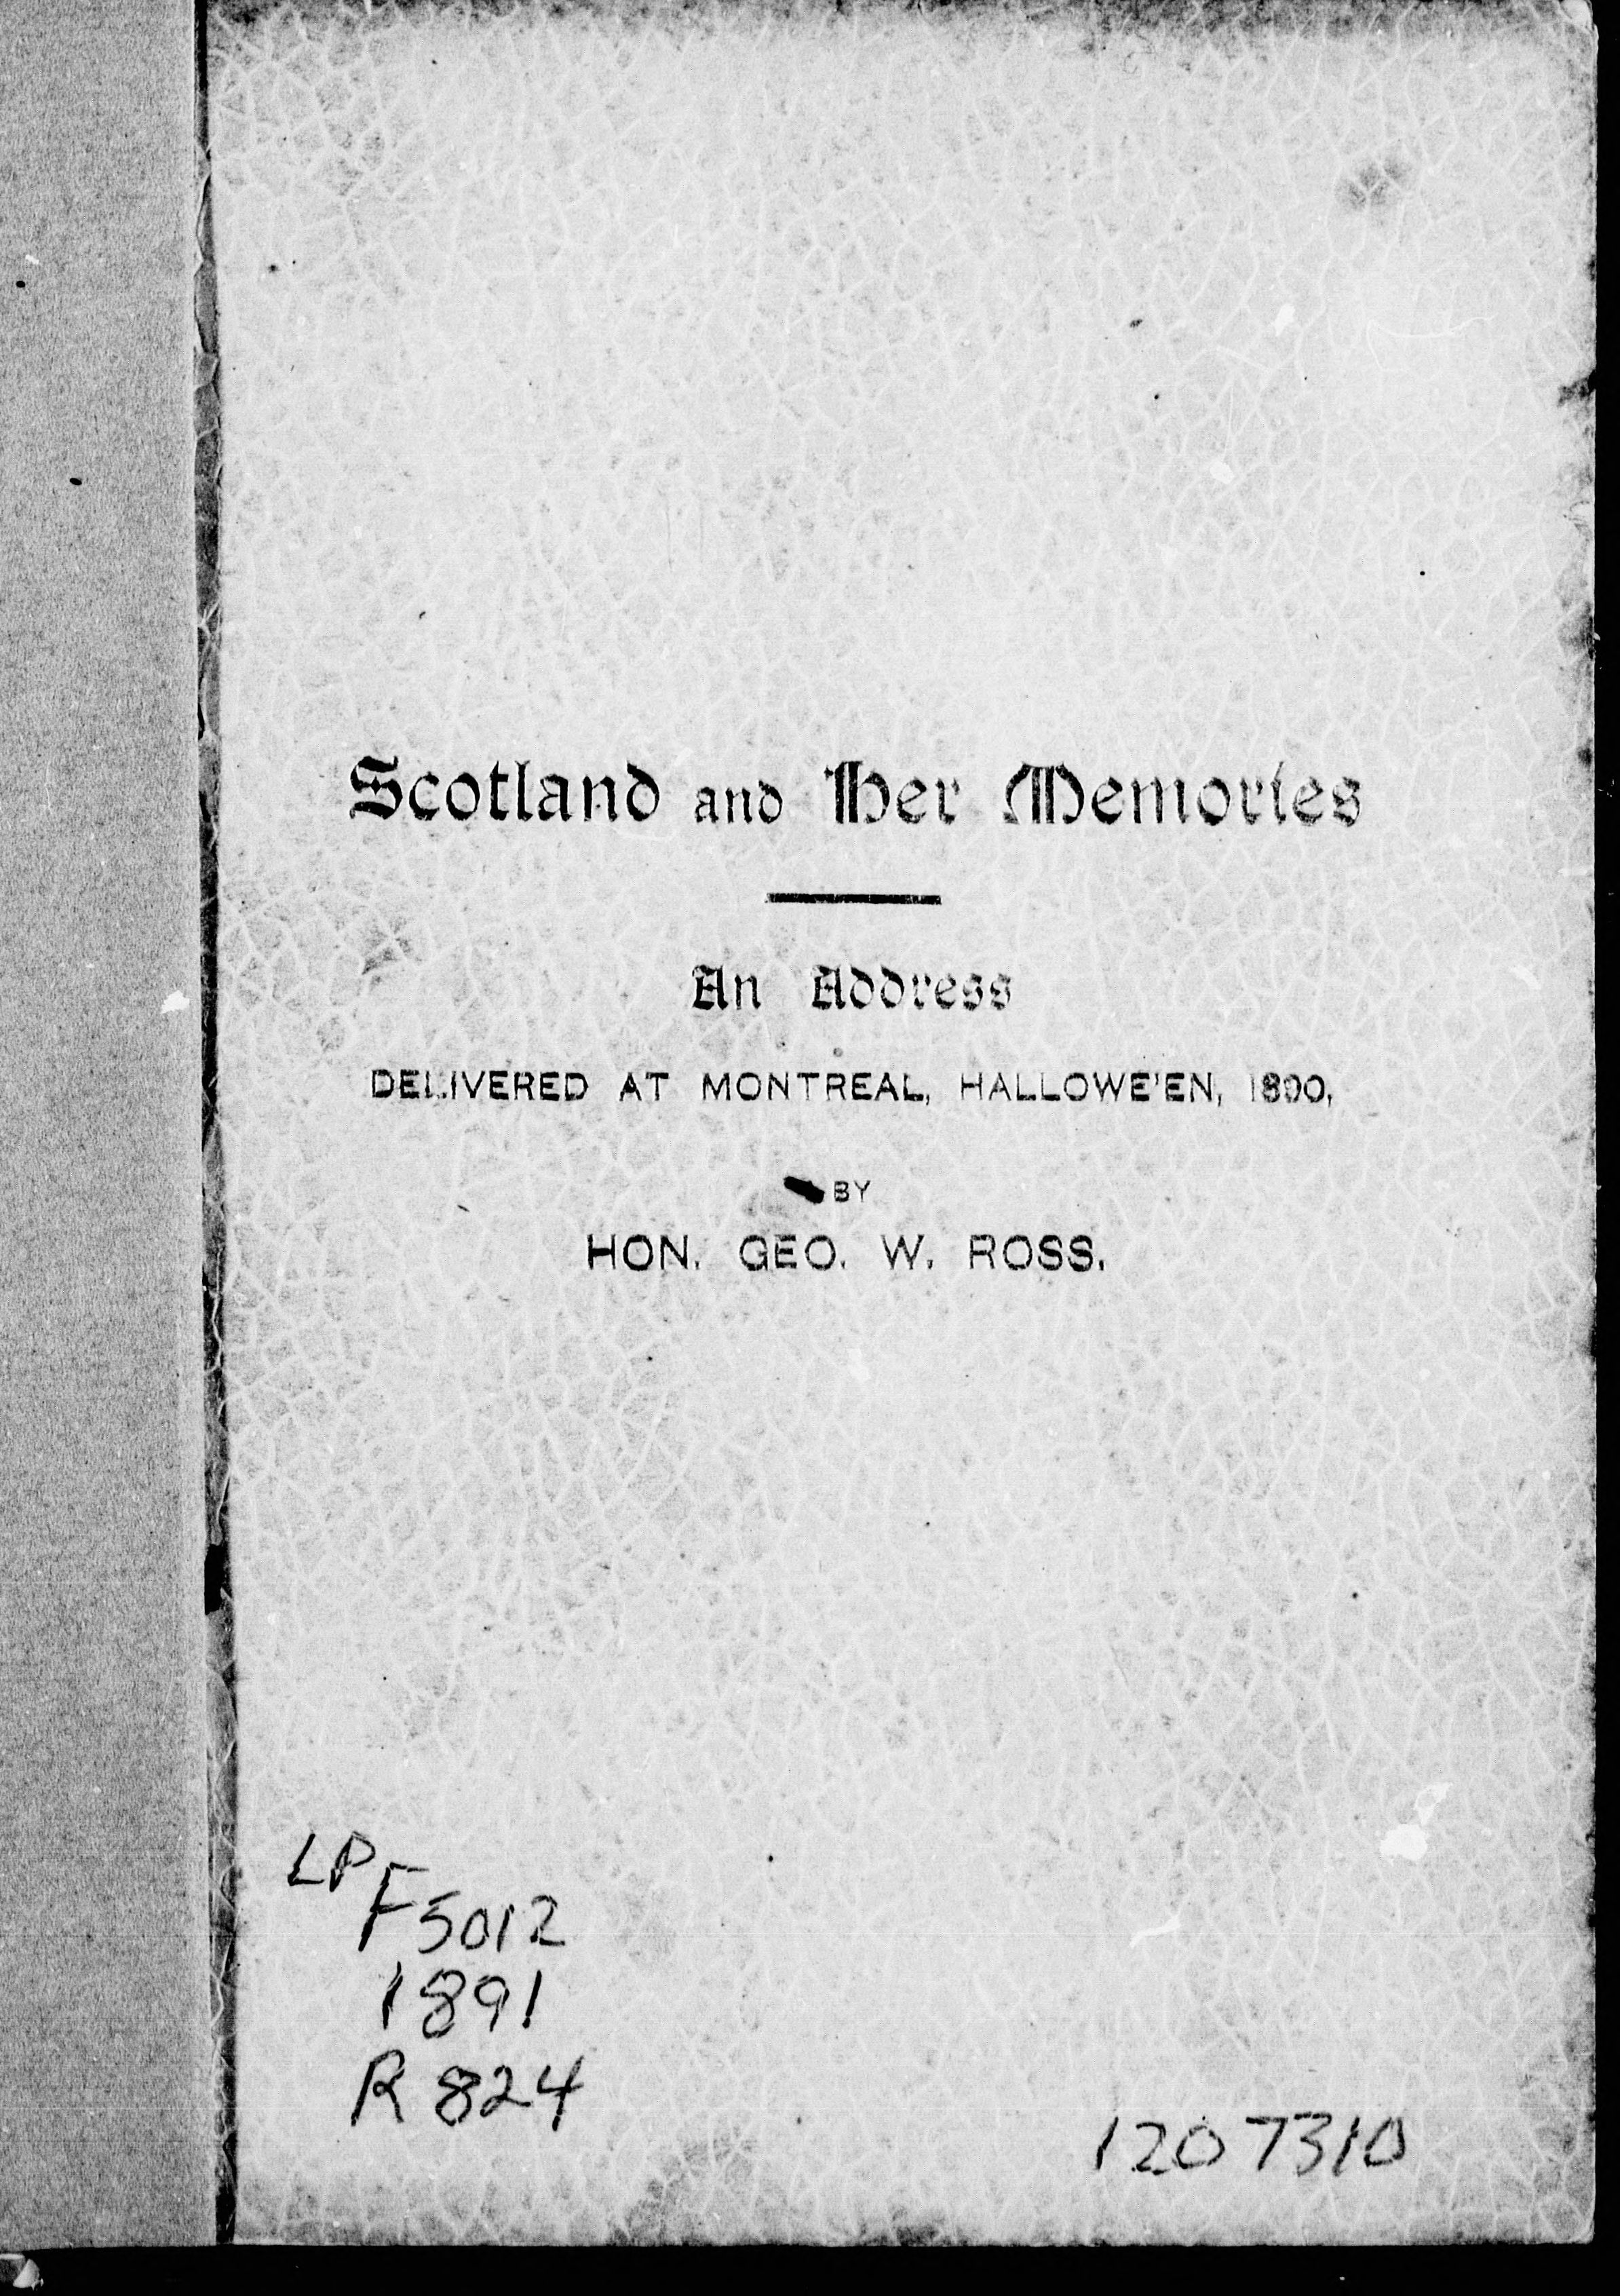 Scotland and Her Memories
An Address
DELIVERED AT MONTREAL, HALLOWE'EN, 1890,
BY
HON. GEO. W. ROSS.
LP
F5012
1891
R824
1207310